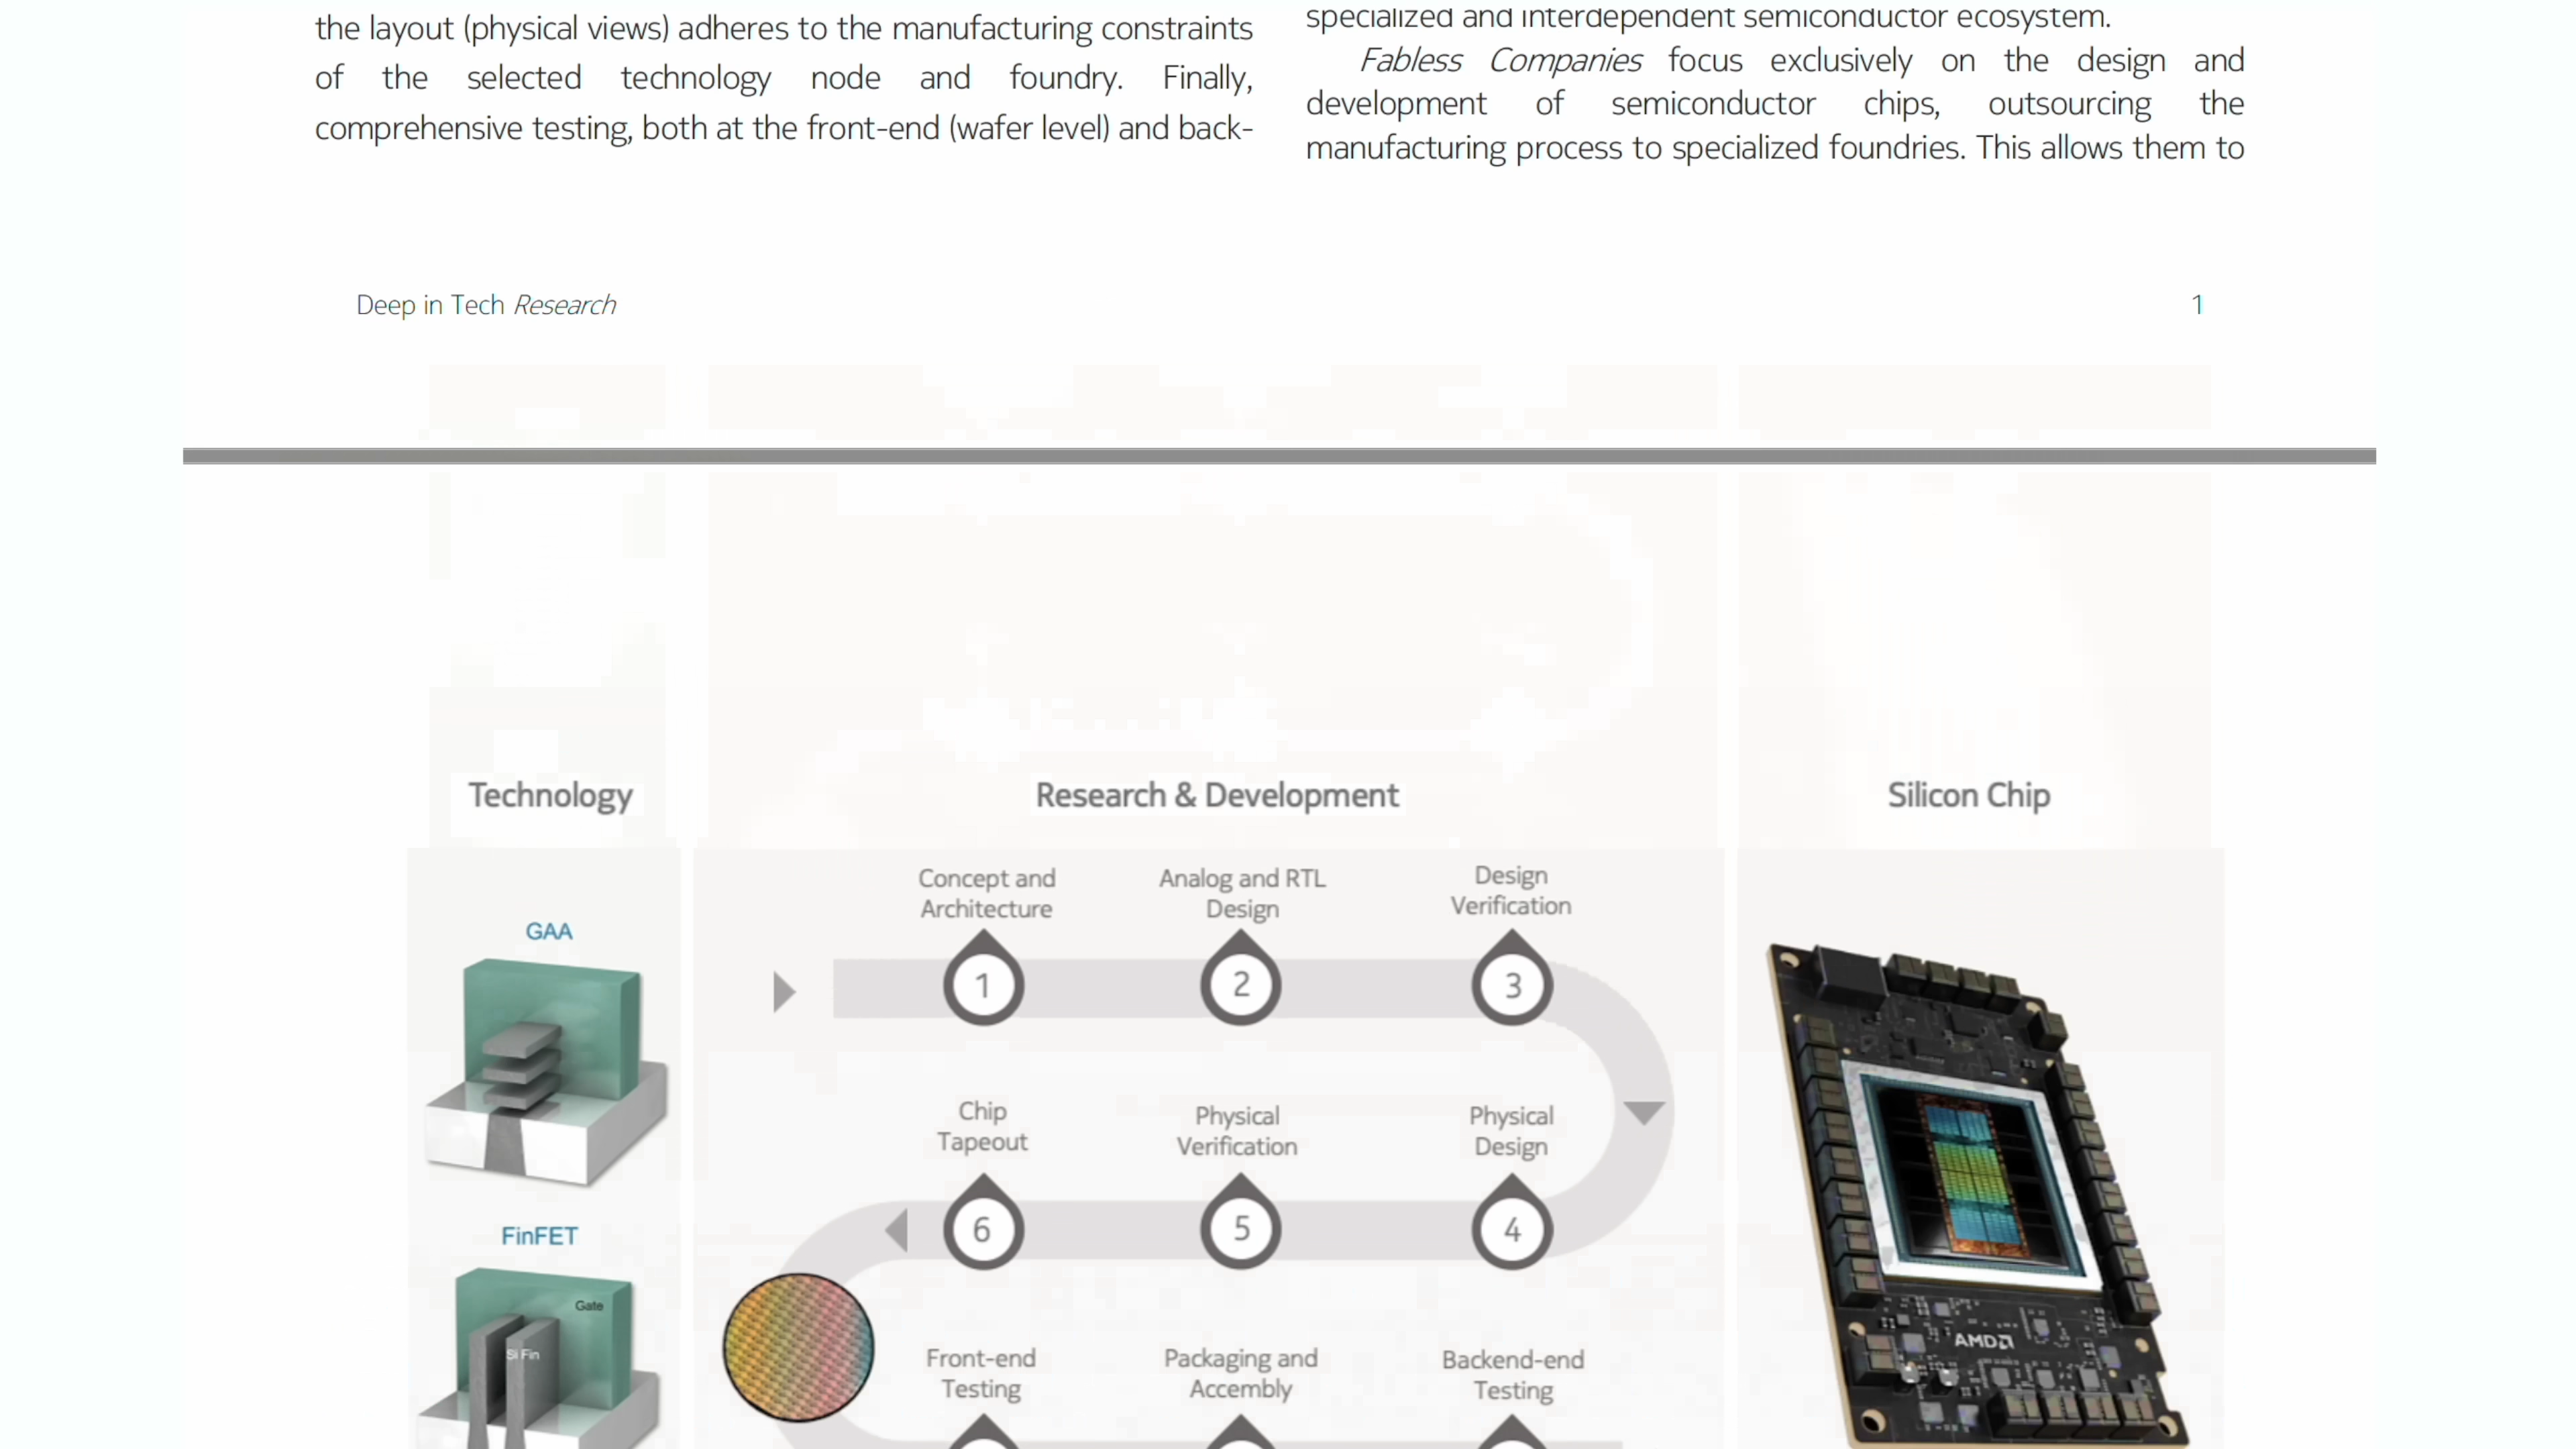 the layout (physical views) adheres to the manufacturing constraints
of the selected technology node and foundry. Finally,
comprehensive testing, both at the front-end (wafer level) and back-
specialized and interdependent semiconductor ecosystem.
Fabless Companies focus exclusively on the design and
development of semiconductor chips, outsourcing the
manufacturing process to specialized foundries. This allows them to
Deep in Tech Research
1
Technology
Research & Development
Silicon Chip
GAA
FinFET
Gate
Si Fin
Concept and
Architecture
1
Analog and RTL
Design
2
Design
Verification
3
Physical
Design
4
Physical
Verification
5
Chip
Tapeout
6
Front-end
Testing
Packaging and
Assembly
Backend-end
Testing
AMD